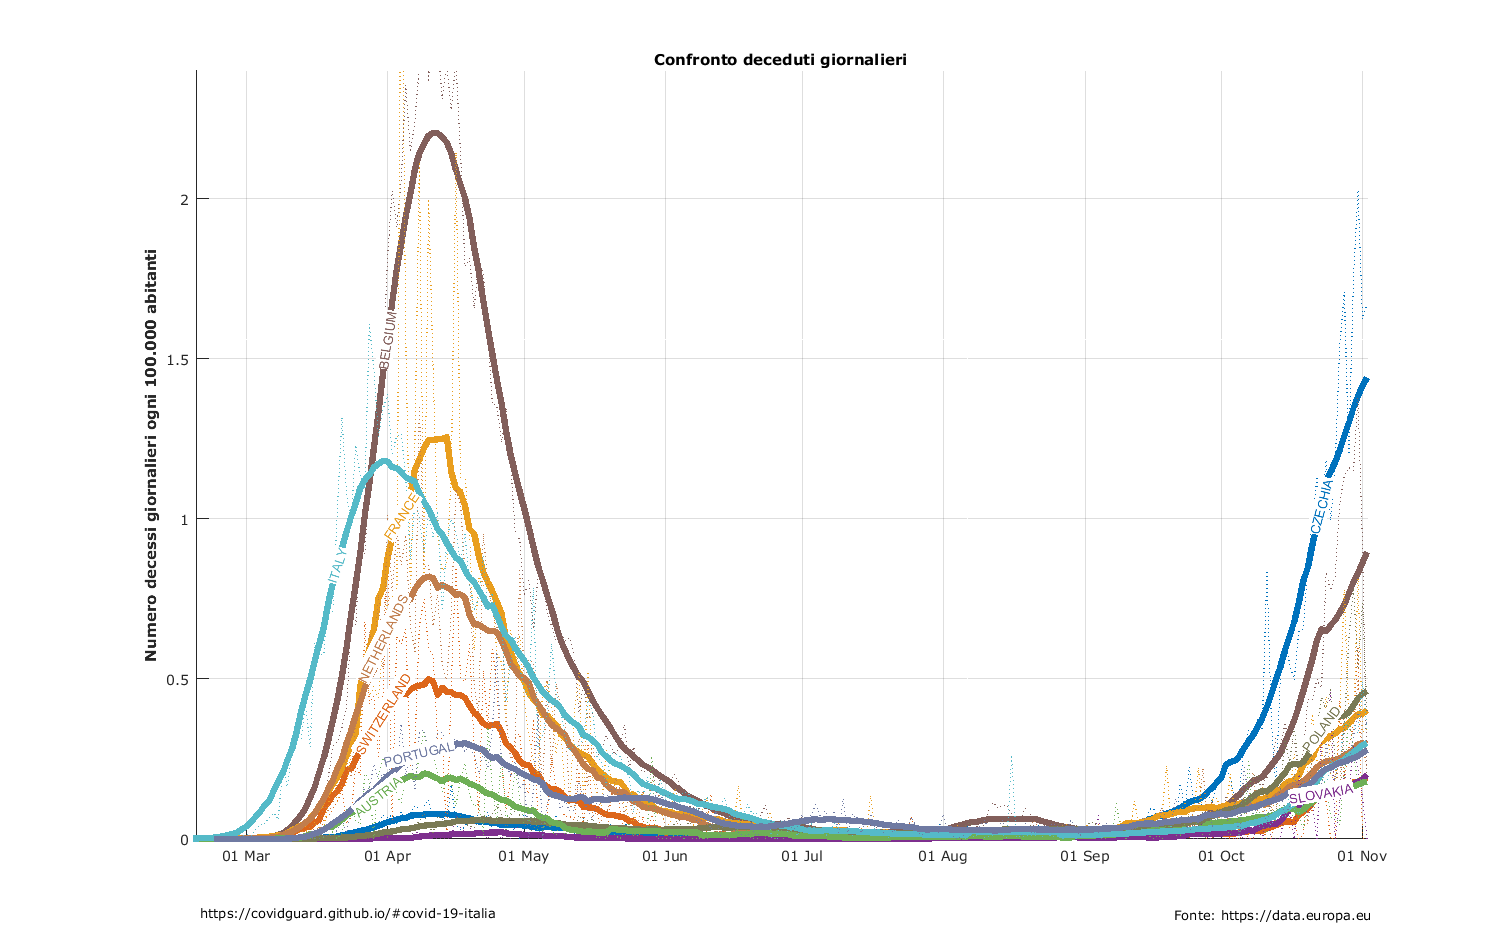 Confronto deceduti giornalieri
Numero decessi giornalieri ogni 100.000 abitanti
2
1.5
1
0.5
0
BELGIUM
FRANCE
ITALY
NETHERLANDS
SWITZERLAND
PORTUGAL
AUSTRIA
CZECHIA
POLAND
SLOVAKIA
01 Mar
01 Apr
01 May
01 Jun
01 Jul
01 Aug
01 Sep
01 Oct
01 Nov
https://covidguard.github.io/#covid-19-italia
Fonte: https://data.europa.eu